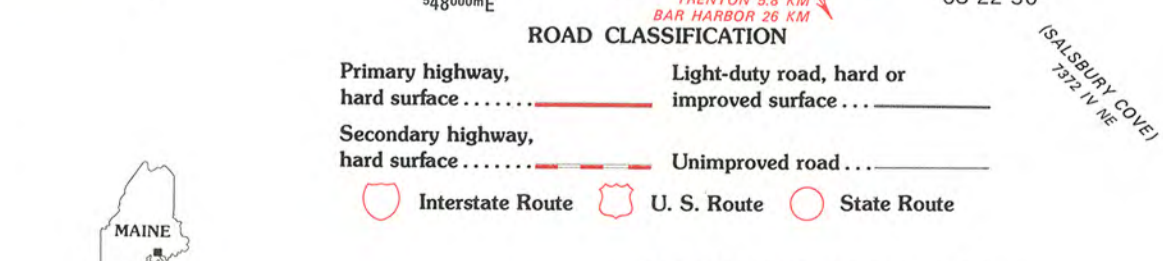 ⁵48⁰⁰⁰ᵐE
TRENTON 5.8 KM
BAR HARBOR 26 KM
ROAD CLASSIFICATION
Primary highway,
hard surface.......
Light-duty road, hard or
improved surface...
Secondary highway,
hard surface.......
Unimproved road...
Interstate Route
U. S. Route
State Route
(SALSBURY COVE)
7372 IV NE
MAINE